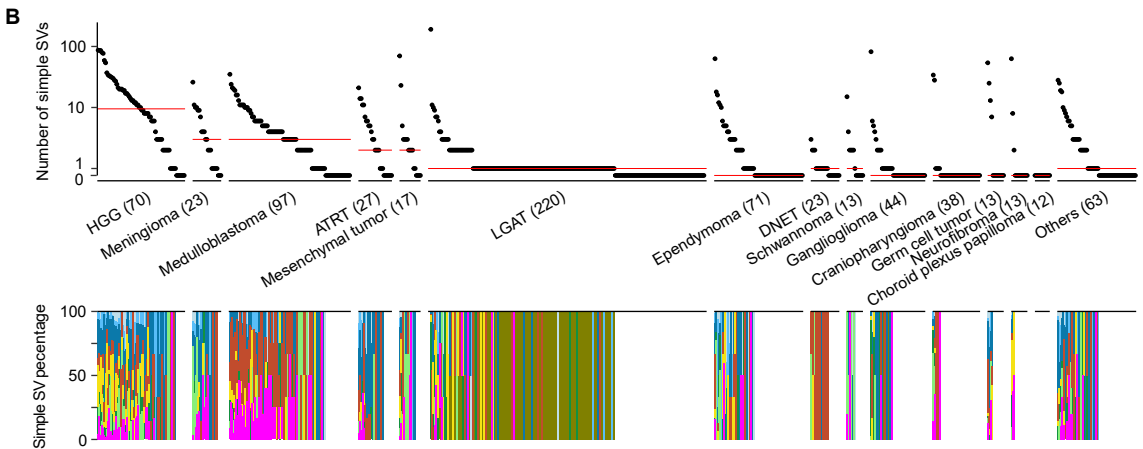 B
Number of simple SVs
100
10
1
0
HGG (70)
Meningioma (23)
Medulloblastoma (97)
ATRT (27)
Mesenchymal tumor (17)
LGAT (220)
Ependymoma (71)
DNET (23)
Schwannoma (13)
Ganglioglioma (44)
Craniopharyngioma (38)
Germ cell tumor (13)
Neurofibroma (13)
Choroid plexus papilloma (12)
Others (63)
Simple SV pecentage
100
50
0